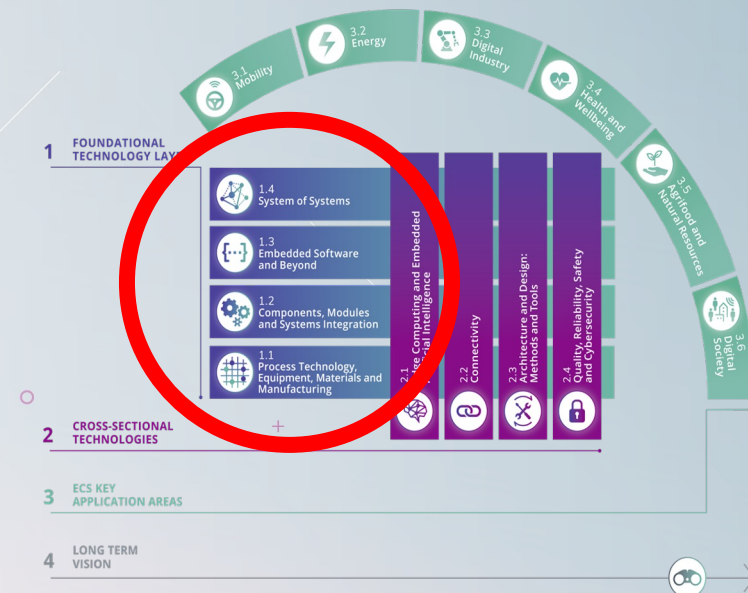 3.1
Mobility
3.2
Energy
3.3
Digital
Industry
3.4
Health and
Wellbeing
3.5
Agrifood and
Natural Resources
3.6
Digital
Society
1 FOUNDATIONAL
TECHNOLOGY
1.4
System of Systems
1.3
Embedded Software
and Beyond
1.2
Components, Modules
and Systems Integration
1.1
Process Technology,
Equipment, Materials and
Manufacturing
2.1
Computing and Embedded
Intelligence
2.2
Connectivity
2.3
Architecture and Design:
Methods and Tools
2.4
Quality, Reliability, Safety
and Cybersecurity
2 CROSS-SECTIONAL
TECHNOLOGIES
3 ECS KEY
APPLICATION AREAS
4 LONG TERM
VISION